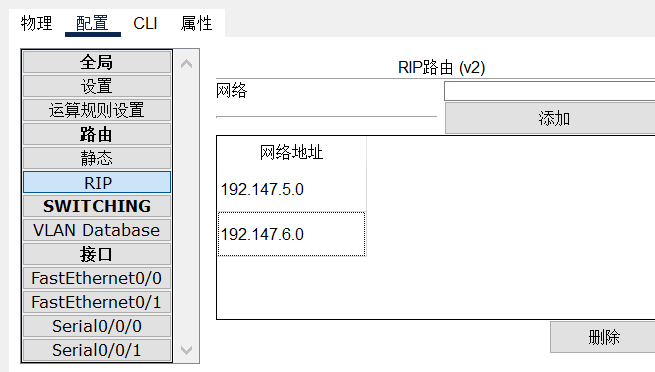 物理 配置 CLI 属性
全局
设置
运算规则设置
路由
静态
RIP
SWITCHING
VLAN Database
接口
FastEthernet0/0
FastEthernet0/1
Serial0/0/0
Serial0/0/1
RIP路由 (v2)
网络
添加
网络地址
192.147.5.0
192.147.6.0
删除